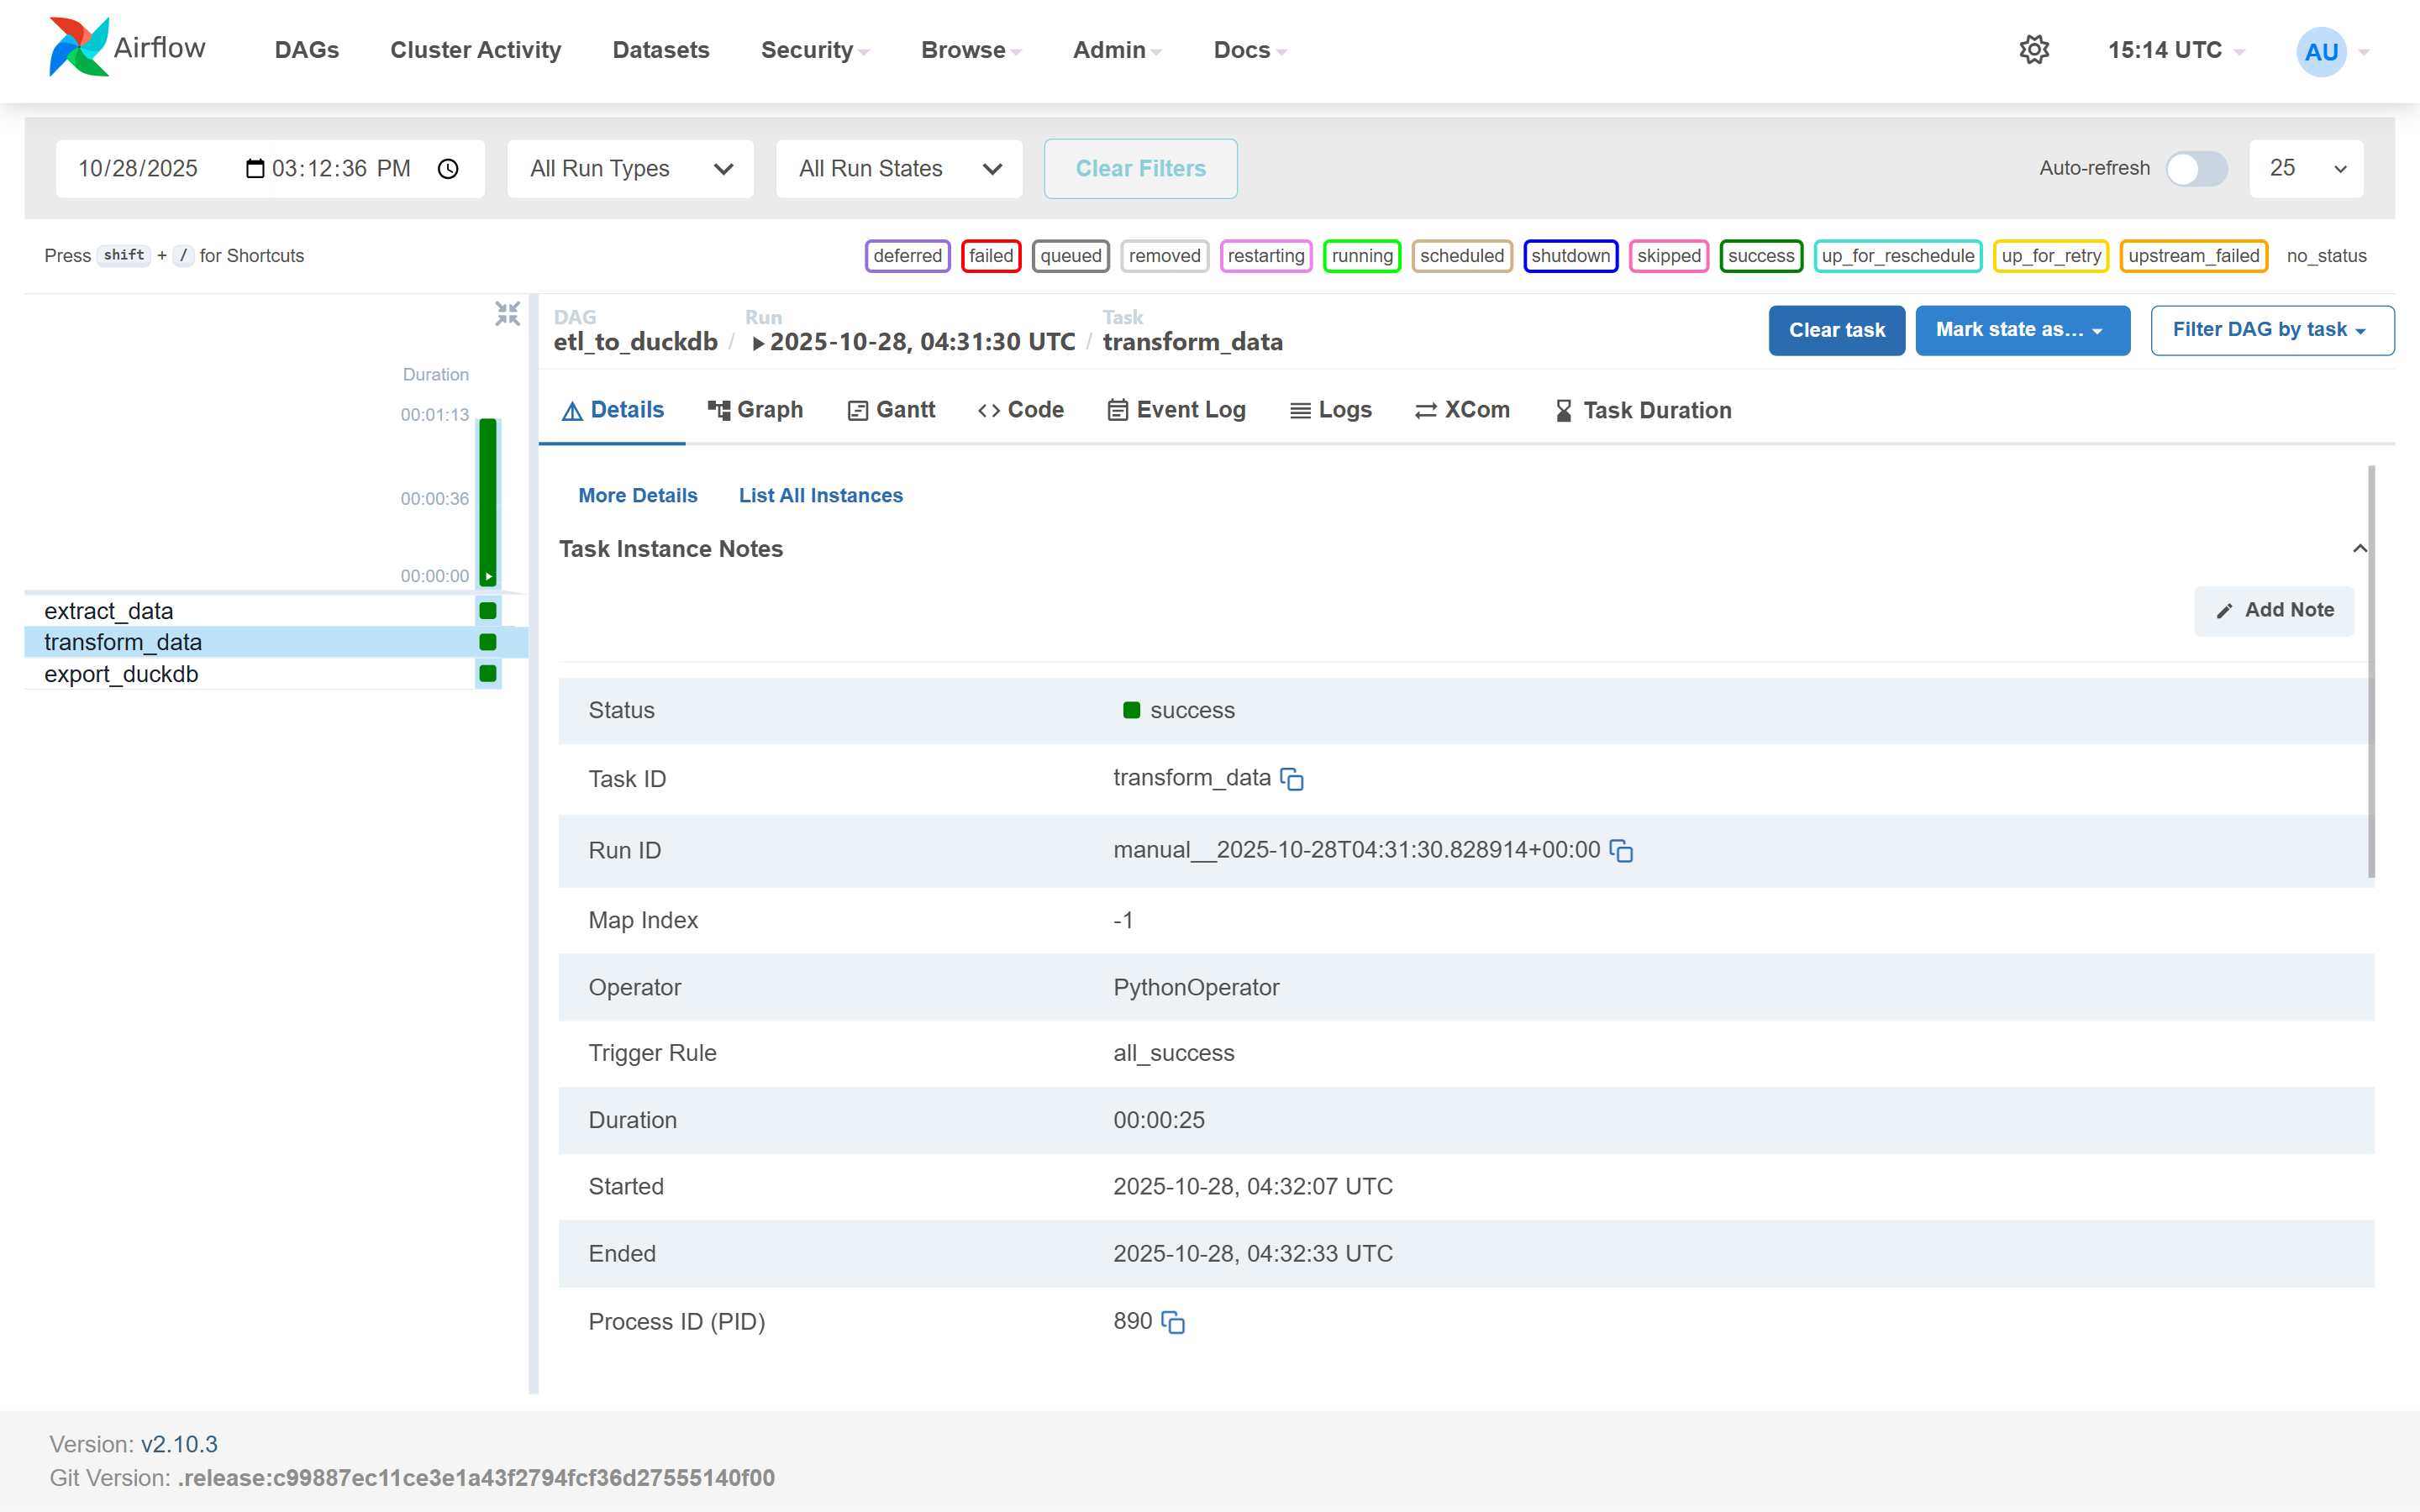 Airflow DAGs Cluster Activity Datasets Security Browse Admin Docs 15:14 UTC AU
10/28/2025 03:12:36 PM All Run Types All Run States Clear Filters Auto-refresh 25
Press shift + / for Shortcuts deferred failed queued removed restarting running scheduled shutdown skipped success up_for_reschedule up_for_retry upstream_failed no_status
DAG Run Task
etl_to_duckdb / 2025-10-28, 04:31:30 UTC / transform_data
Clear task Mark state as... Filter DAG by task
Duration
00:01:13
00:00:36
00:00:00
extract_data
transform_data
export_duckdb
Details Graph Gantt Code Event Log Logs XCom Task Duration
More Details List All Instances
Task Instance Notes
Add Note
Status success
Task ID transform_data
Run ID manual__2025-10-28T04:31:30.828914+00:00
Map Index -1
Operator PythonOperator
Trigger Rule all_success
Duration 00:00:25
Started 2025-10-28, 04:32:07 UTC
Ended 2025-10-28, 04:32:33 UTC
Process ID (PID) 890
Version: v2.10.3
Git Version: .release:c99887ec11ce3e1a43f2794fcf36d27555140f00